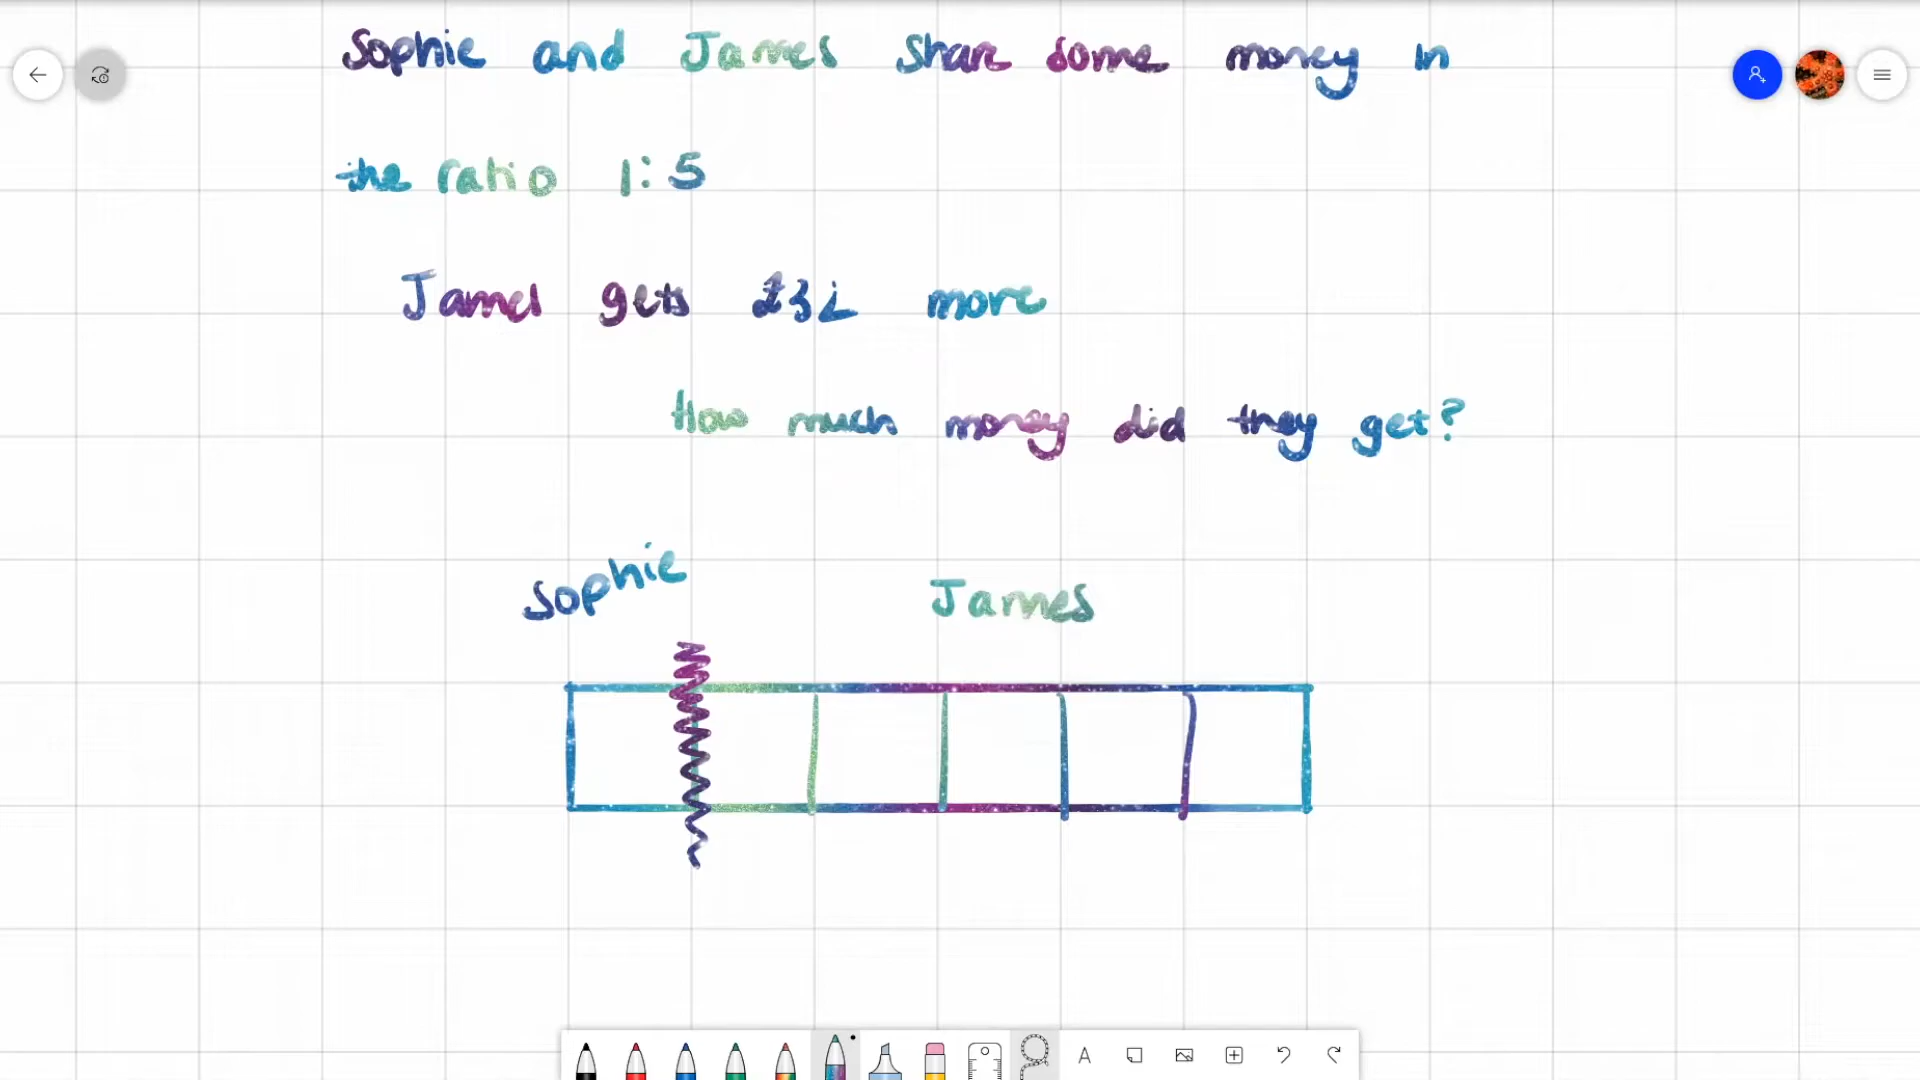 Sophie and James share some money in
the ratio 1:5
James gets £32 more
How much money did they get?
Sophie James
A